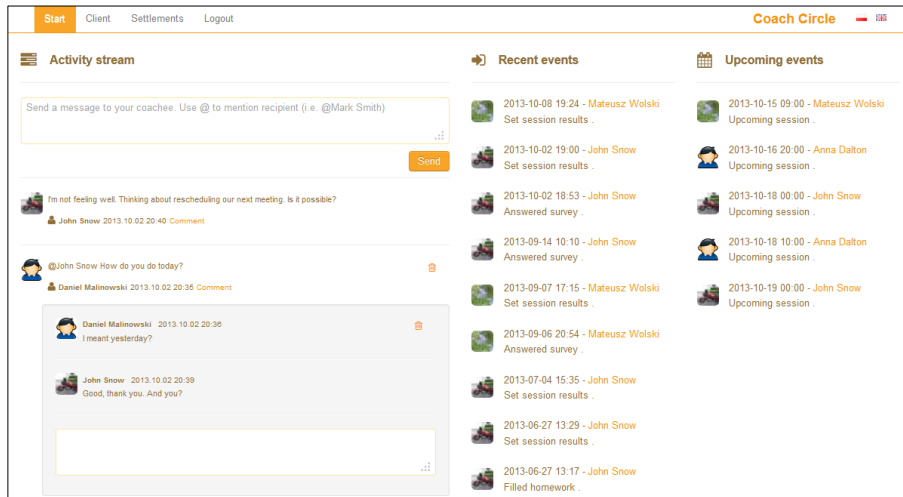 Start Client Settlements Logout
Coach Circle
Activity stream
Send a message to your coachee. Use @ to mention recipient (i.e. @Mark Smith)
Send
I'm not feeling well. Thinking about rescheduling our next meeting. Is it possible?
John Snow 2013.10.02 20:40 Comment
@John Snow How do you do today?
Daniel Malinowski 2013.10.02 20:35 Comment
Daniel Malinowski 2013.10.02 20:36
I meant yesterday?
John Snow 2013.10.02 20:39
Good, thank you. And you?
Recent events
2013-10-08 19:24 - Mateusz Wolski
Set session results .
2013-10-02 19:00 - John Snow
Set session results .
2013-10-02 18:53 - John Snow
Answered survey .
2013-09-14 10:10 - John Snow
Answered survey .
2013-09-07 17:15 - Mateusz Wolski
Set session results .
2013-09-06 20:54 - Mateusz Wolski
Answered survey .
2013-07-04 15:35 - John Snow
Set session results .
2013-06-27 13:29 - John Snow
Set session results .
2013-06-27 13:17 - John Snow
Filled homework .
Upcoming events
2013-10-15 09:00 - Mateusz Wolski
Upcoming session .
2013-10-16 20:00 - Anna Dalton
Upcoming session .
2013-10-18 00:00 - John Snow
Upcoming session .
2013-10-18 10:00 - Anna Dalton
Upcoming session .
2013-10-19 00:00 - John Snow
Upcoming session .